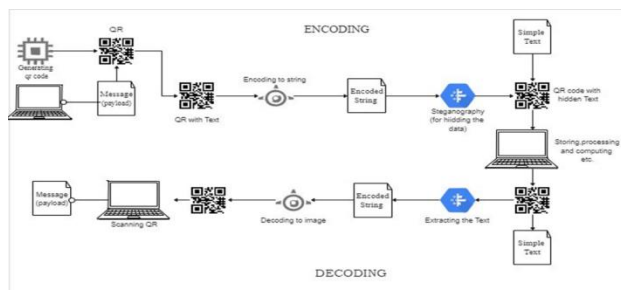 QR
ENCODING
Simple
Text
Generating
qr code
Message
(payload)
Encoding to string
Encoded
String
QR with Text
Steganography
(for hiidding the
data)
QR code with
hidden Text
Storing,processing
and computing
etc.
Message
(payload)
Scanning QR
Decoding to image
Encoded
String
Extracting the Text
Simple
Text
DECODING